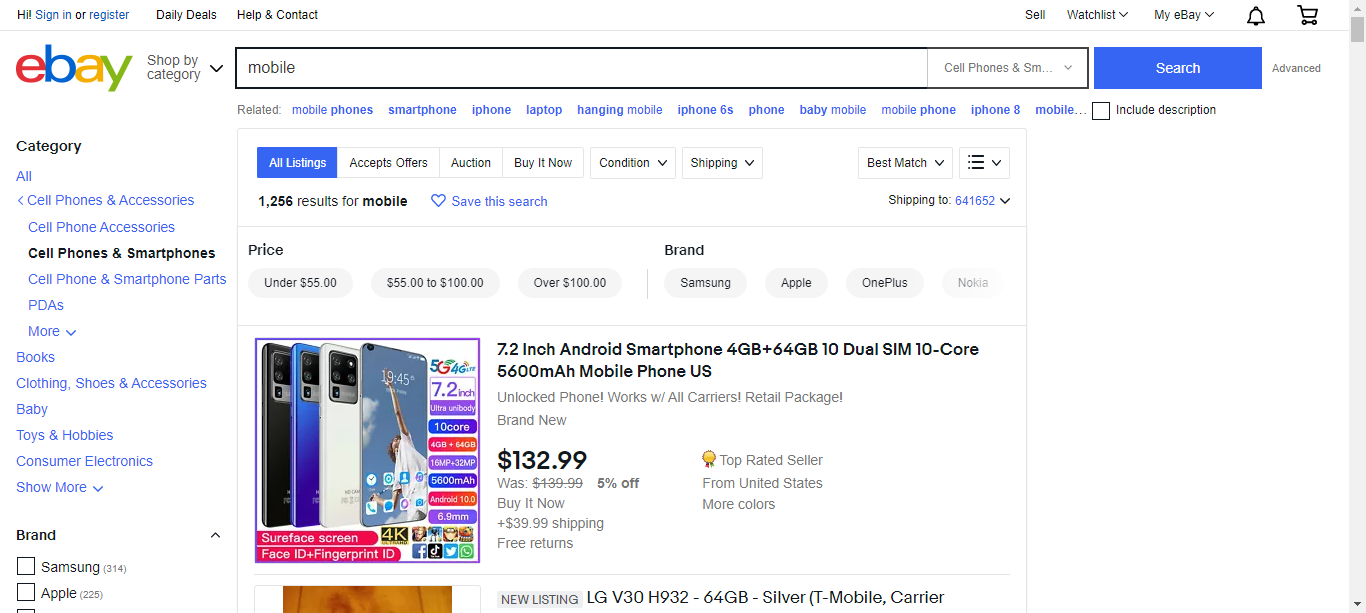 Hi! Sign in or register
Daily Deals
Help & Contact
Sell
Watchlist
My eBay
ebay
Shop by
category
mobile
Cell Phones & Sm...
Search
Advanced
Related: mobile phones smartphone iphone laptop hanging mobile iphone 6s phone baby mobile mobile phone iphone 8 mobile...
Include description
Category
All
Cell Phones & Accessories
Cell Phone Accessories
Cell Phones & Smartphones
Cell Phone & Smartphone Parts
PDAs
More
Books
Clothing, Shoes & Accessories
Baby
Toys & Hobbies
Consumer Electronics
Show More
Brand
Samsung (314)
Apple (225)
All Listings
Accepts Offers
Auction
Buy It Now
Condition
Shipping
Best Match
1,256 results for mobile
Save this search
Shipping to: 641652
Price
Under $55.00
$55.00 to $100.00
Over $100.00
Brand
Samsung
Apple
OnePlus
Nokia
19:45
5G 4G LTE
7.2inch
Ultra unibody
10core
4GB + 64GB
16MP+32MP
5600mAh
Android 10.0
6.9mm
4K
Sureface screen
Face ID+Fingerprint ID
7.2 Inch Android Smartphone 4GB+64GB 10 Dual SIM 10-Core
5600mAh Mobile Phone US
Unlocked Phone! Works w/ All Carriers! Retail Package!
Brand New
$132.99
Was: $139.99 5% off
Buy It Now
+$39.99 shipping
Free returns
Top Rated Seller
From United States
More colors
NEW LISTING LG V30 H932 - 64GB - Silver (T-Mobile, Carrier